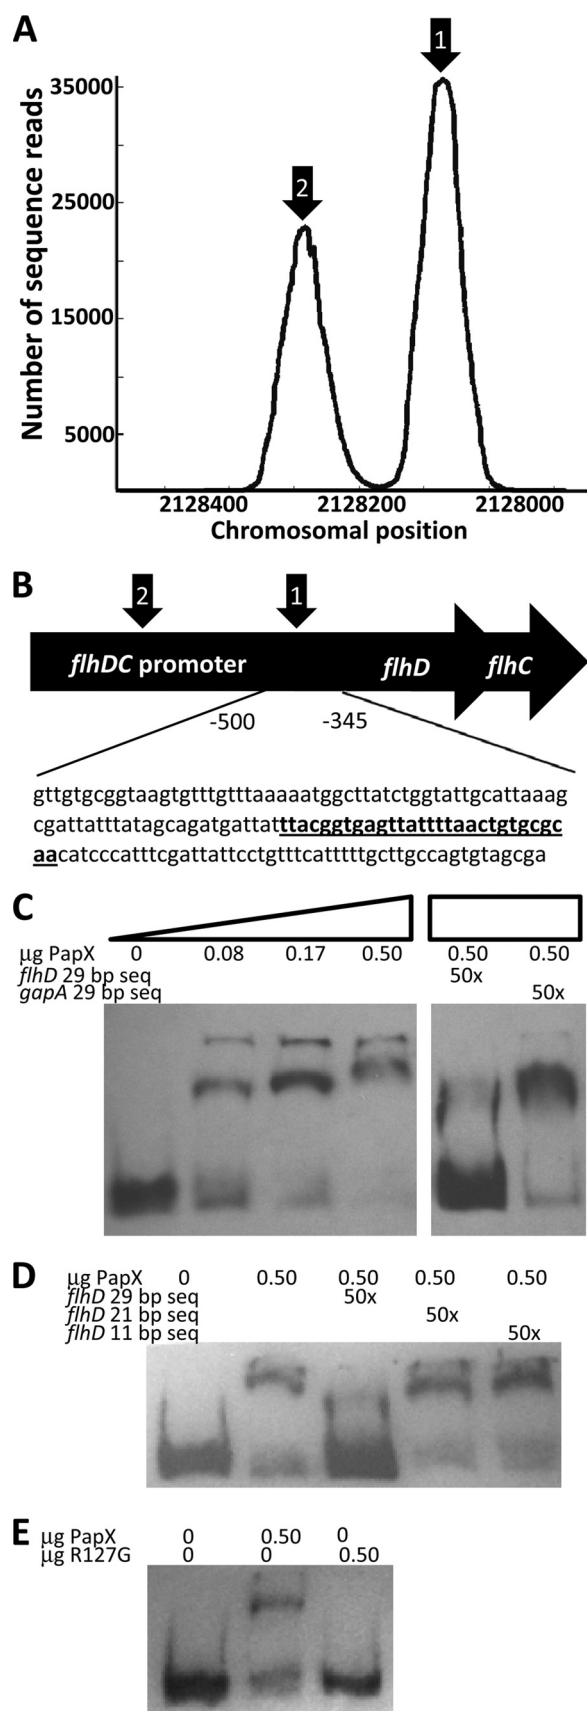 A
1
2
35000
25000
15000
5000
Number of sequence reads
2128400 2128200 2128000
Chromosomal position
B
2 1
flhDC promoter flhD flhC
-500 -345
gttgtgcggtaagtgtttgtttaaaaatggcttatctggtattgcattaaag
cgattatttatagcagatgattatttacggtgagttattttaactgtgcgc
aacatcccatttcgattattcctgtttcatttttgcttgccagtgtagcga
C
μg PapX 0 0.08 0.17 0.50 0.50 0.50
flhD 29 bp seq 50x
gapA 29 bp seq 50x
D
μg PapX 0 0.50 0.50 0.50 0.50
flhD 29 bp seq 50x
flhD 21 bp seq 50x
flhD 11 bp seq 50x
E
μg PapX 0 0.50 0
μg R127G 0 0 0.50